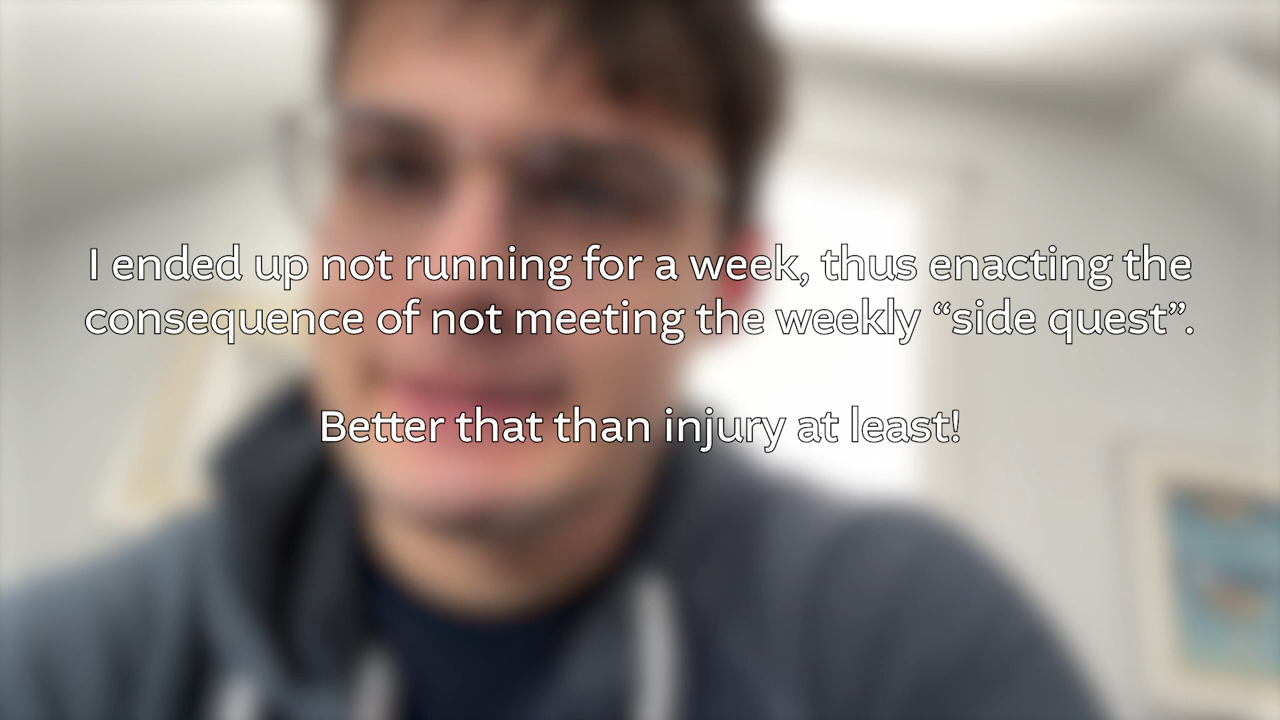 I ended up not running for a week, thus enacting the
consequence of not meeting the weekly “side quest”.
Better that than injury at least!